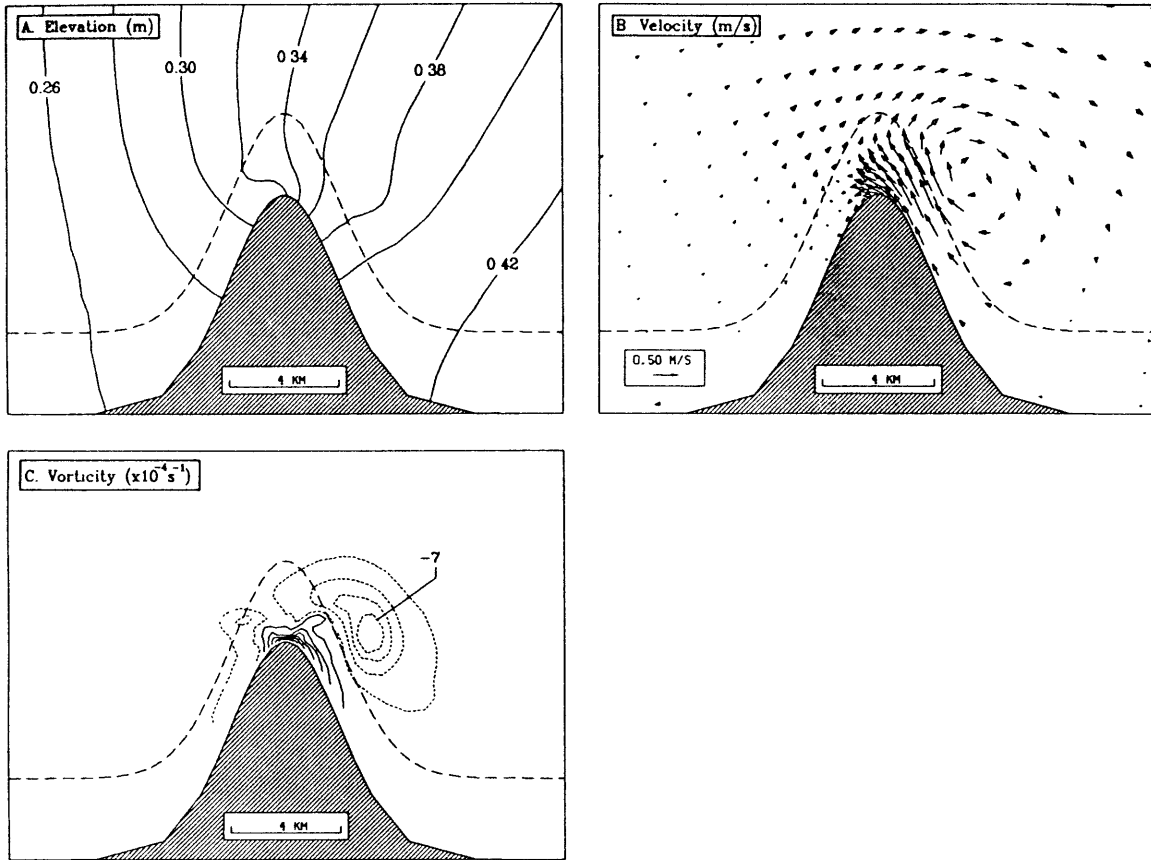 A. Elevation (m)
0.26
0.30
0.34
0.38
0.42
4 KM
B Velocity (m/s)
0.50 M/S
4 KM
C. Vorticity (x10⁻⁴s⁻¹)
-7
4 KM